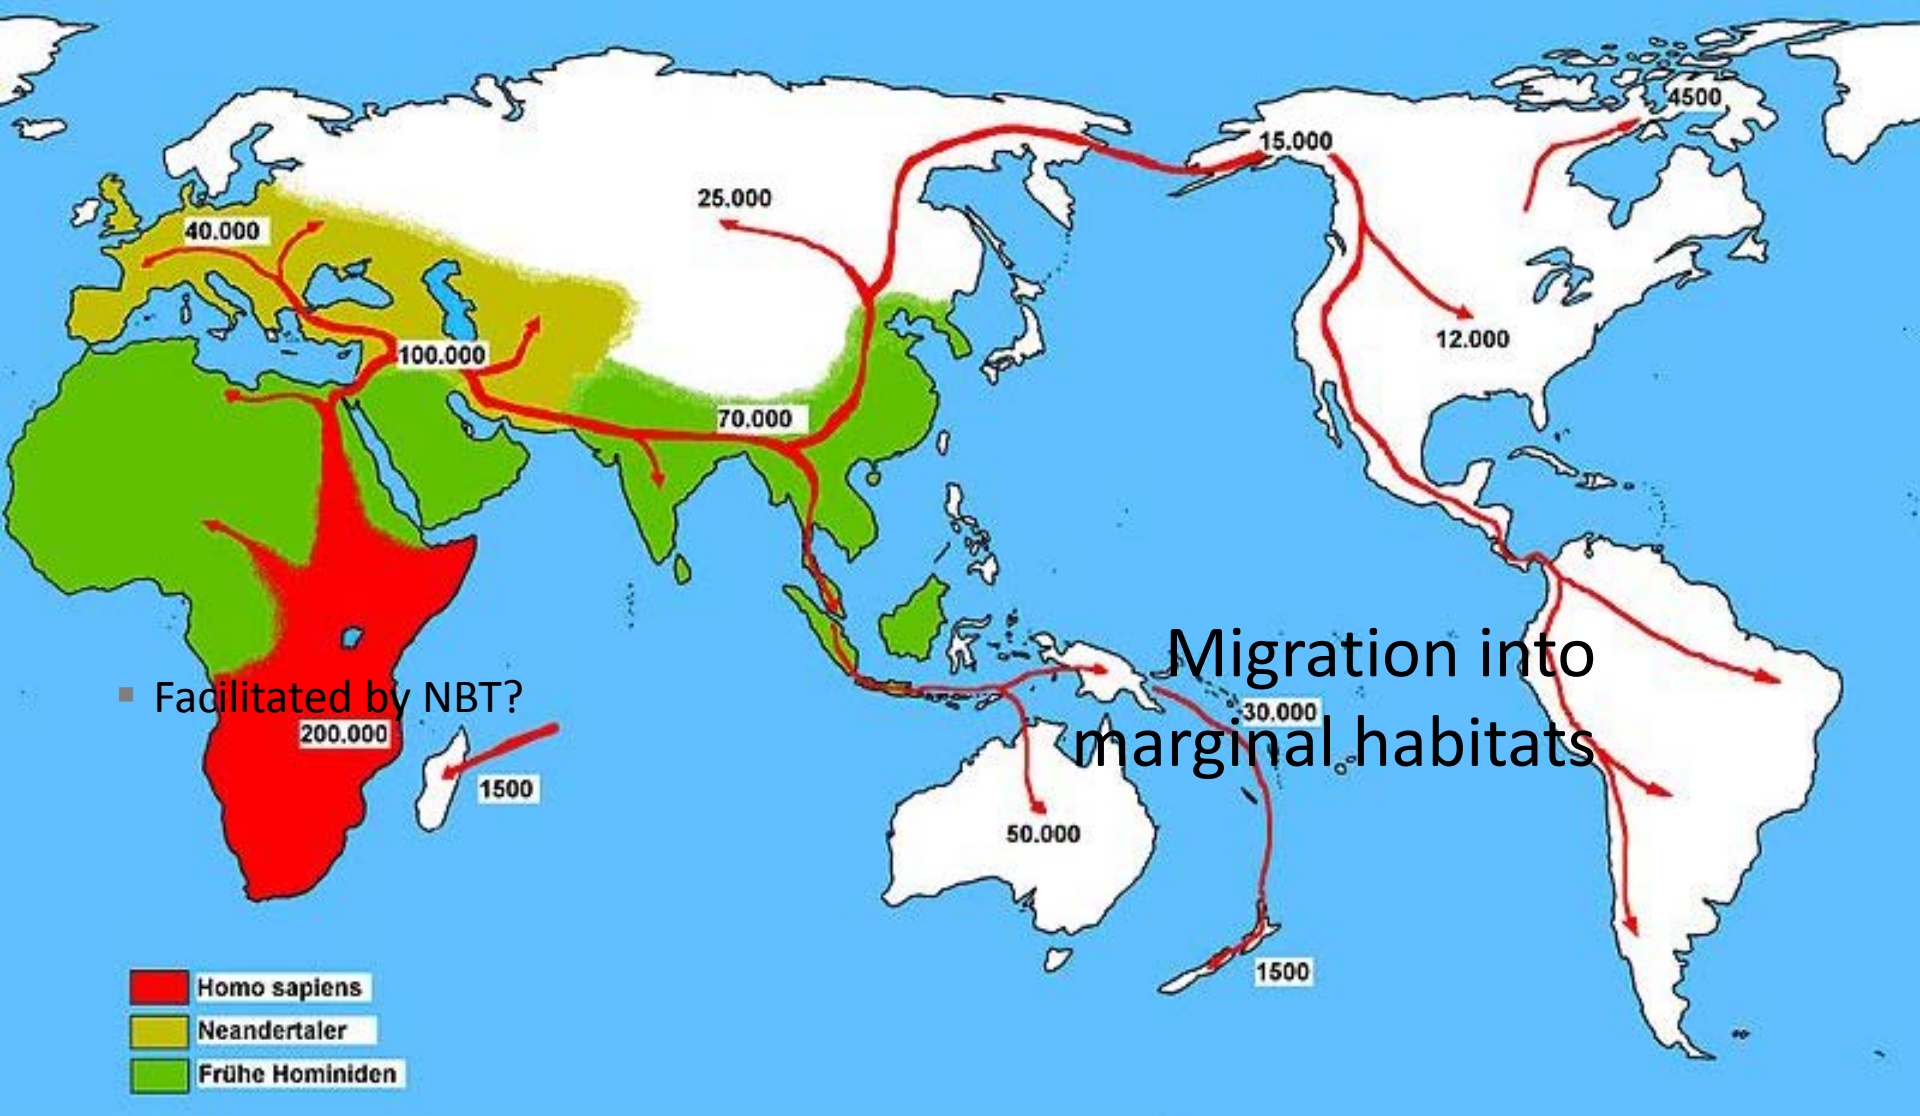 4500
15.000
25.000
40.000
12.000
100.000
70.000
Migration into
marginal habitats
▪ Facilitated by NBT?
30.000
200.000
1500
50.000
1500
Homo sapiens
Neandertaler
Frühe Hominiden